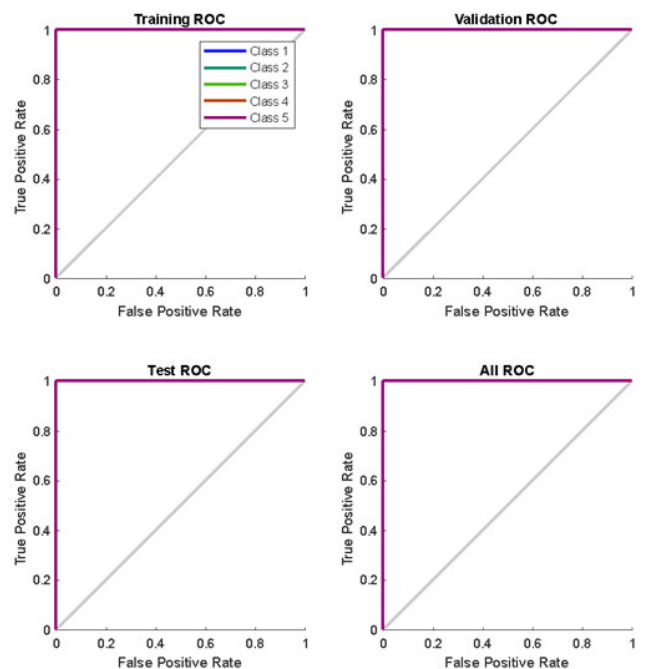 Training ROC
Class 1
Class 2
Class 3
Class 4
Class 5
True Positive Rate
1
0.8
0.6
0.4
0.2
0
0 0.2 0.4 0.6 0.8 1
False Positive Rate
Validation ROC
True Positive Rate
1
0.8
0.6
0.4
0.2
0
0 0.2 0.4 0.6 0.8 1
False Positive Rate
Test ROC
True Positive Rate
1
0.8
0.6
0.4
0.2
0
0 0.2 0.4 0.6 0.8 1
False Positive Rate
All ROC
True Positive Rate
1
0.8
0.6
0.4
0.2
0
0 0.2 0.4 0.6 0.8 1
False Positive Rate